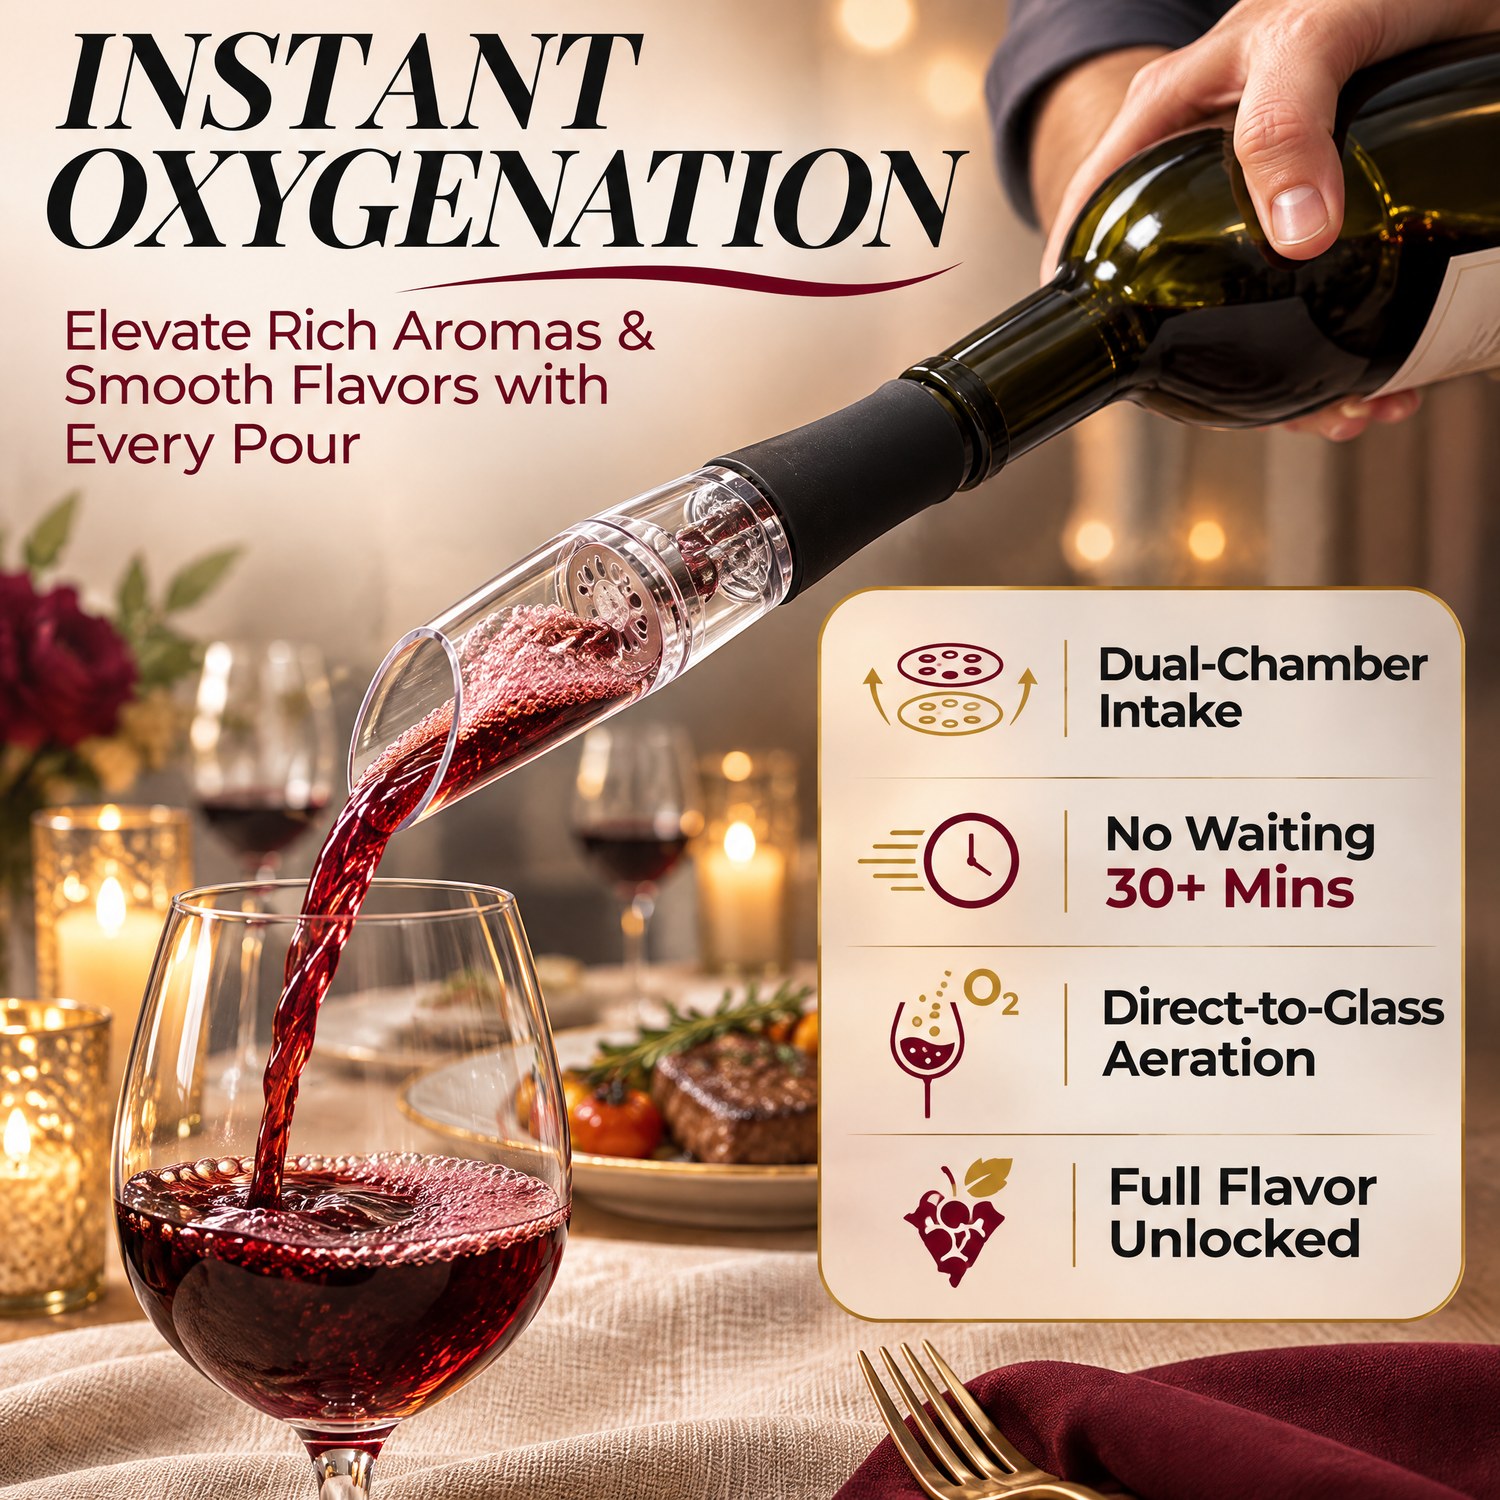 INSTANT
OXYGENATION
Elevate Rich Aromas &
Smooth Flavors with
Every Pour
Dual-Chamber
Intake
No Waiting
30+ Mins
O₂
Direct-to-Glass
Aeration
Full Flavor
Unlocked